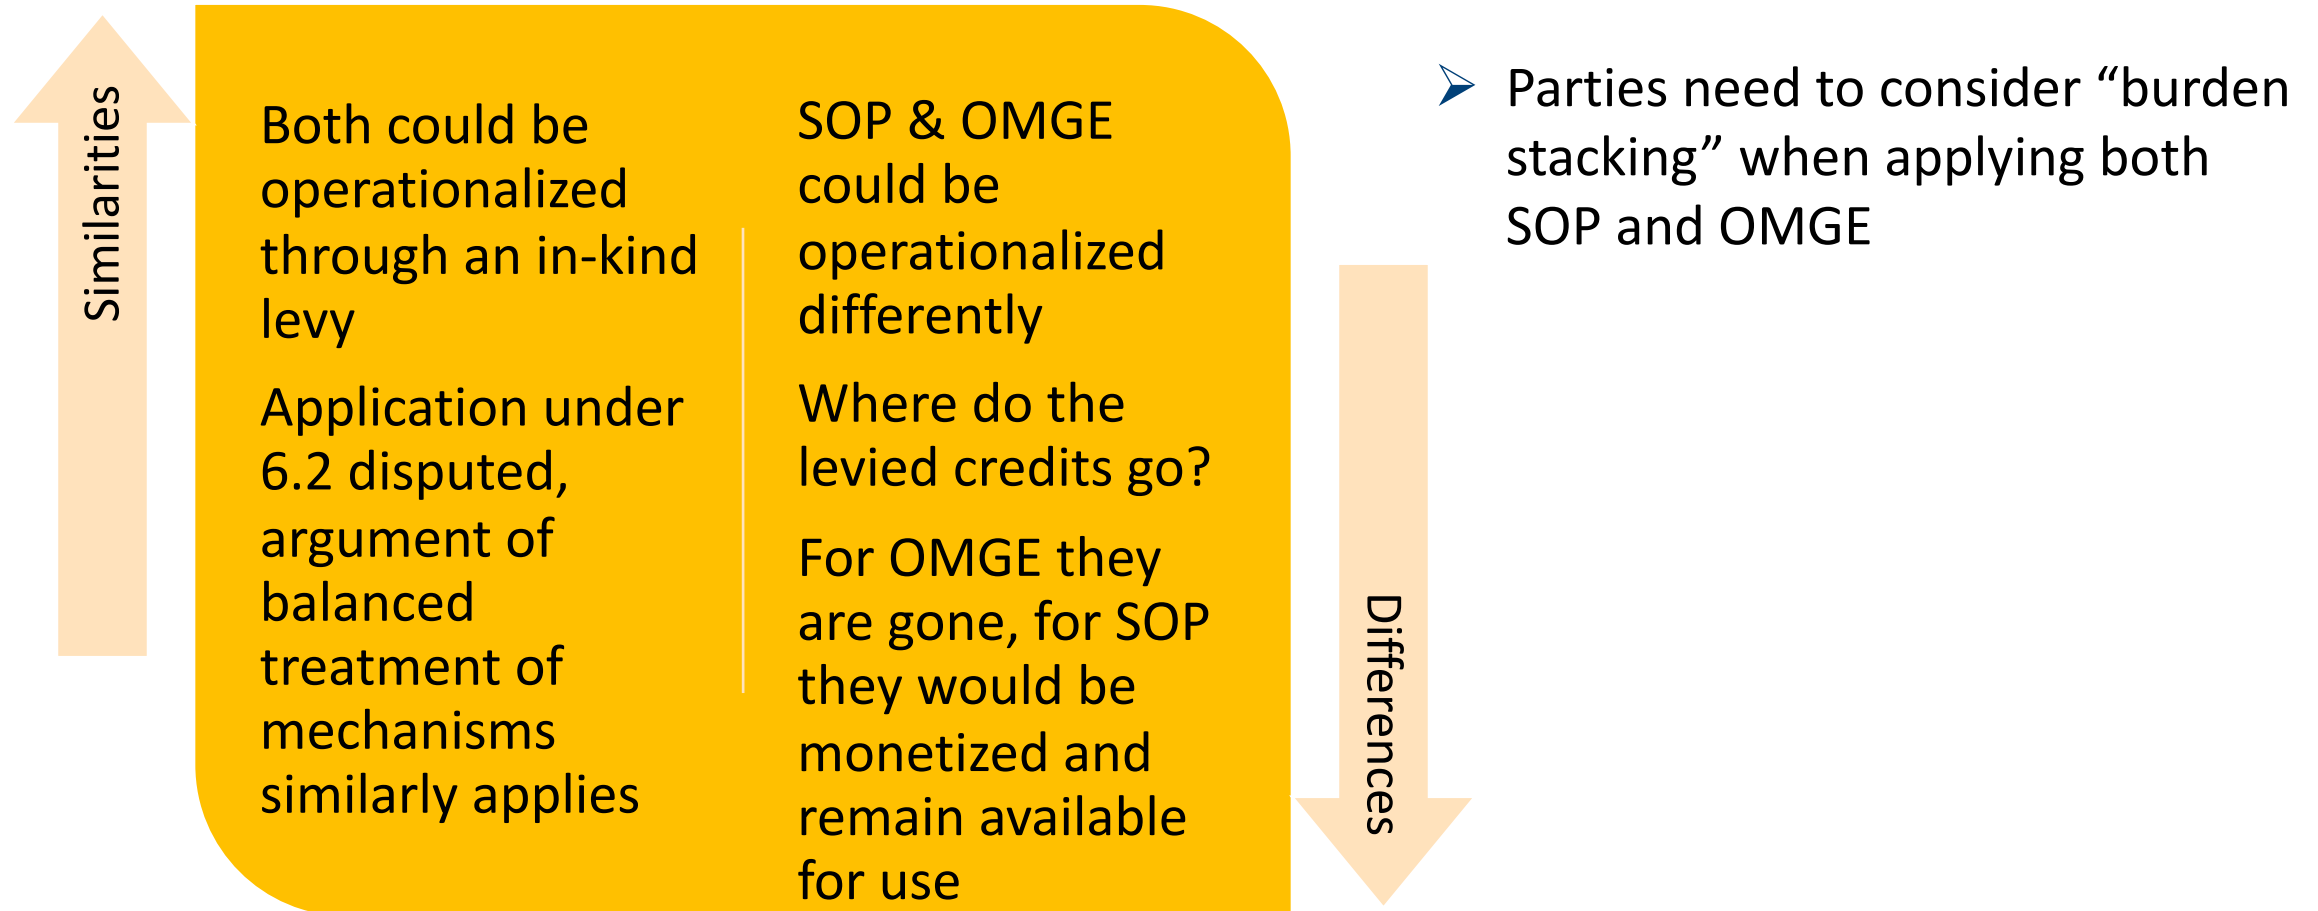 Similarities
Both could be
operationalized
through an in-kind
levy
Application under
6.2 disputed,
argument of
balanced
treatment of
mechanisms
similarly applies
SOP & OMGE
could be
operationalized
differently
Where do the
levied credits go?
For OMGE they
are gone, for SOP
they would be
monetized and
remain available
for use
Differences
Parties need to consider “burden
stacking” when applying both
SOP and OMGE